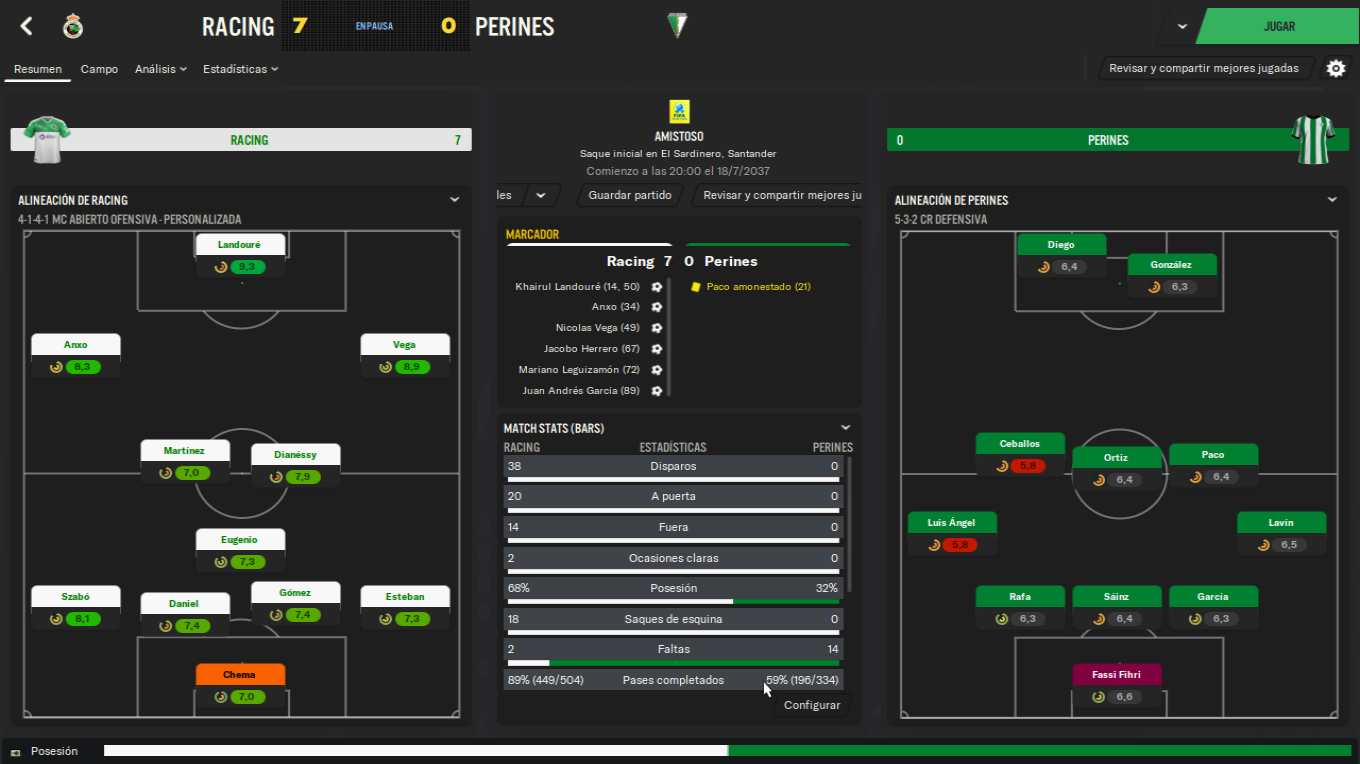 RACING 7 EN PAUSA 0 PERINES
JUGAR
Resumen Campo Análisis Estadísticas
Revisar y compartir mejores jugadas
RACING 7
AMISTOSO
Saque inicial en El Sardinero, Santander
Comienzo a las 20:00 el 18/7/2037
les Guardar partido Revisar y compartir mejores ju
0 PERINES
ALINEACIÓN DE RACING
4-1-4-1 MC ABIERTO OFENSIVA - PERSONALIZADA
Landouré
9,3
Anxo
8,3
Vega
8,9
Martínez
7,0
Dianéssy
7,9
Eugenio
7,3
Szabó
8,1
Daniel
7,4
Gómez
7,4
Esteban
7,3
Chema
7,0
MARCADOR
Racing 7 0 Perines
Khairul Landouré (14, 50)
Paco amonestado (21)
Anxo (34)
Nicolas Vega (49)
Jacobo Herrero (67)
Mariano Leguizamón (72)
Juan Andrés García (89)
MATCH STATS (BARS)
RACING ESTADÍSTICAS PERINES
38 Disparos 0
20 A puerta 0
14 Fuera 0
2 Ocasiones claras 0
68% Posesión 32%
18 Saques de esquina 0
2 Faltas 14
89% (449/504) Pases completados 59% (196/334)
Configurar
ALINEACIÓN DE PERINES
5-3-2 CR DEFENSIVA
Diego
6,4
González
6,3
Ceballos
5,8
Ortiz
6,4
Paco
6,4
Luis Ángel
5,8
Lavín
6,5
Rafa
6,3
Sáinz
6,4
García
6,3
Fassi Fihri
6,6
Posesión